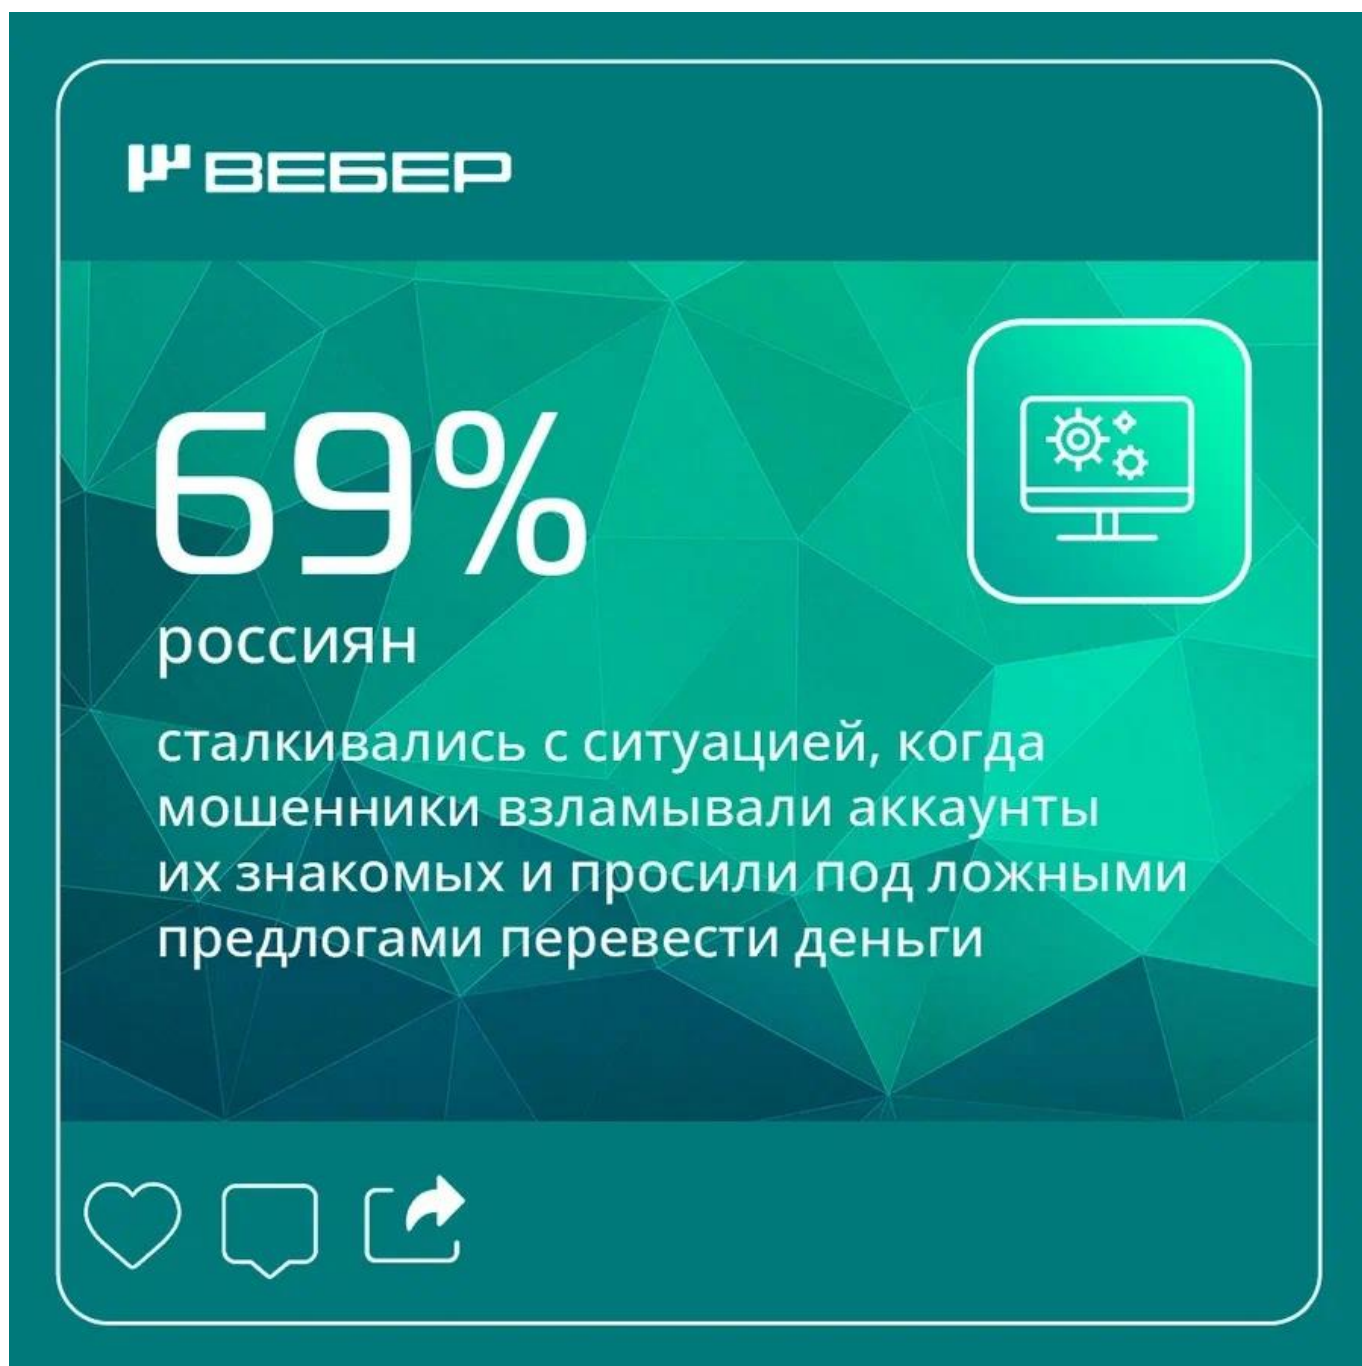 ВЕБЕР
69%
россиян
сталкивались с ситуацией, когда
мошенники взламывали аккаунты
их знакомых и просили под ложными
предлогами перевести деньги